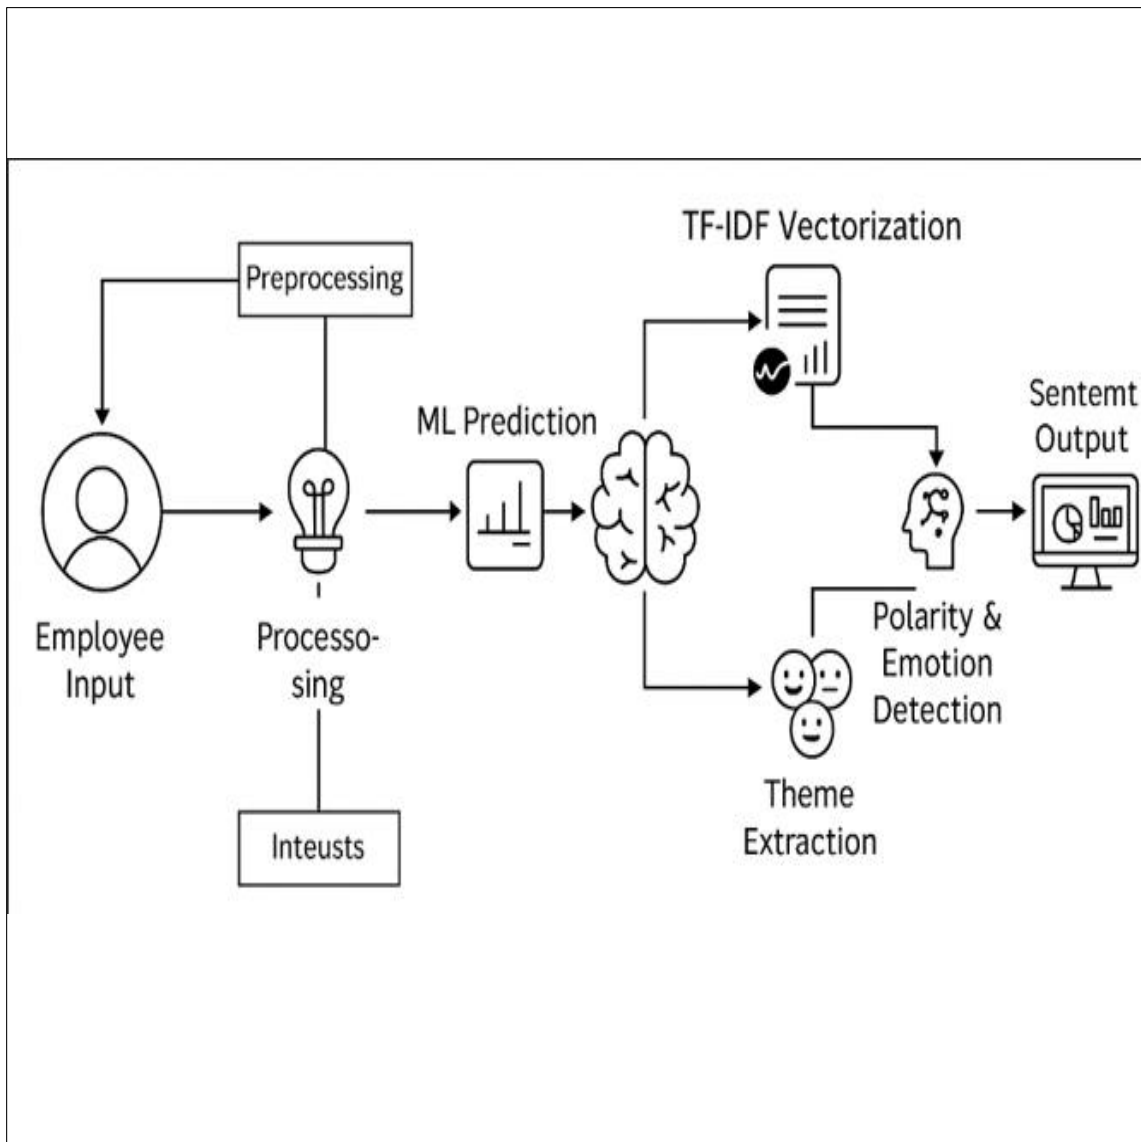 TF-IDF Vectorization
Preprocessing
ML Prediction
Sentemt
Output
Employee
Input
Processo-
sing
Polarity &
Emotion
Detection
Theme
Extraction
Inteusts